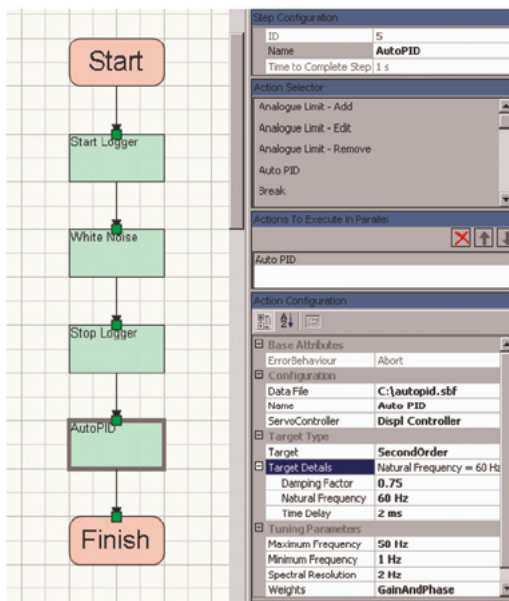 Start
Start Logger
White Noise
Stop Logger
AutoPID
Finish
Step Configuration
ID 5
Name AutoPID
Time to Complete Step 1 s
Action Selector
Analogue Limit - Add
Analogue Limit - Edit
Analogue Limit - Remove
Auto PID
Break
Actions To Execute In Parallel
Auto PID
Action Configuration
Base Attributes
ErrorBehaviour Abort
Configuration
Data File C:\autopid.sbf
Name Auto PID
ServoController Displ Controller
Target Type
Target SecondOrder
Target Details Natural Frequency = 60 Hz
Damping Factor 0.75
Natural Frequency 60 Hz
Time Delay 2 ms
Tuning Parameters
Maximum Frequency 50 Hz
Minimum Frequency 1 Hz
Spectral Resolution 2 Hz
Weights GainAndPhase